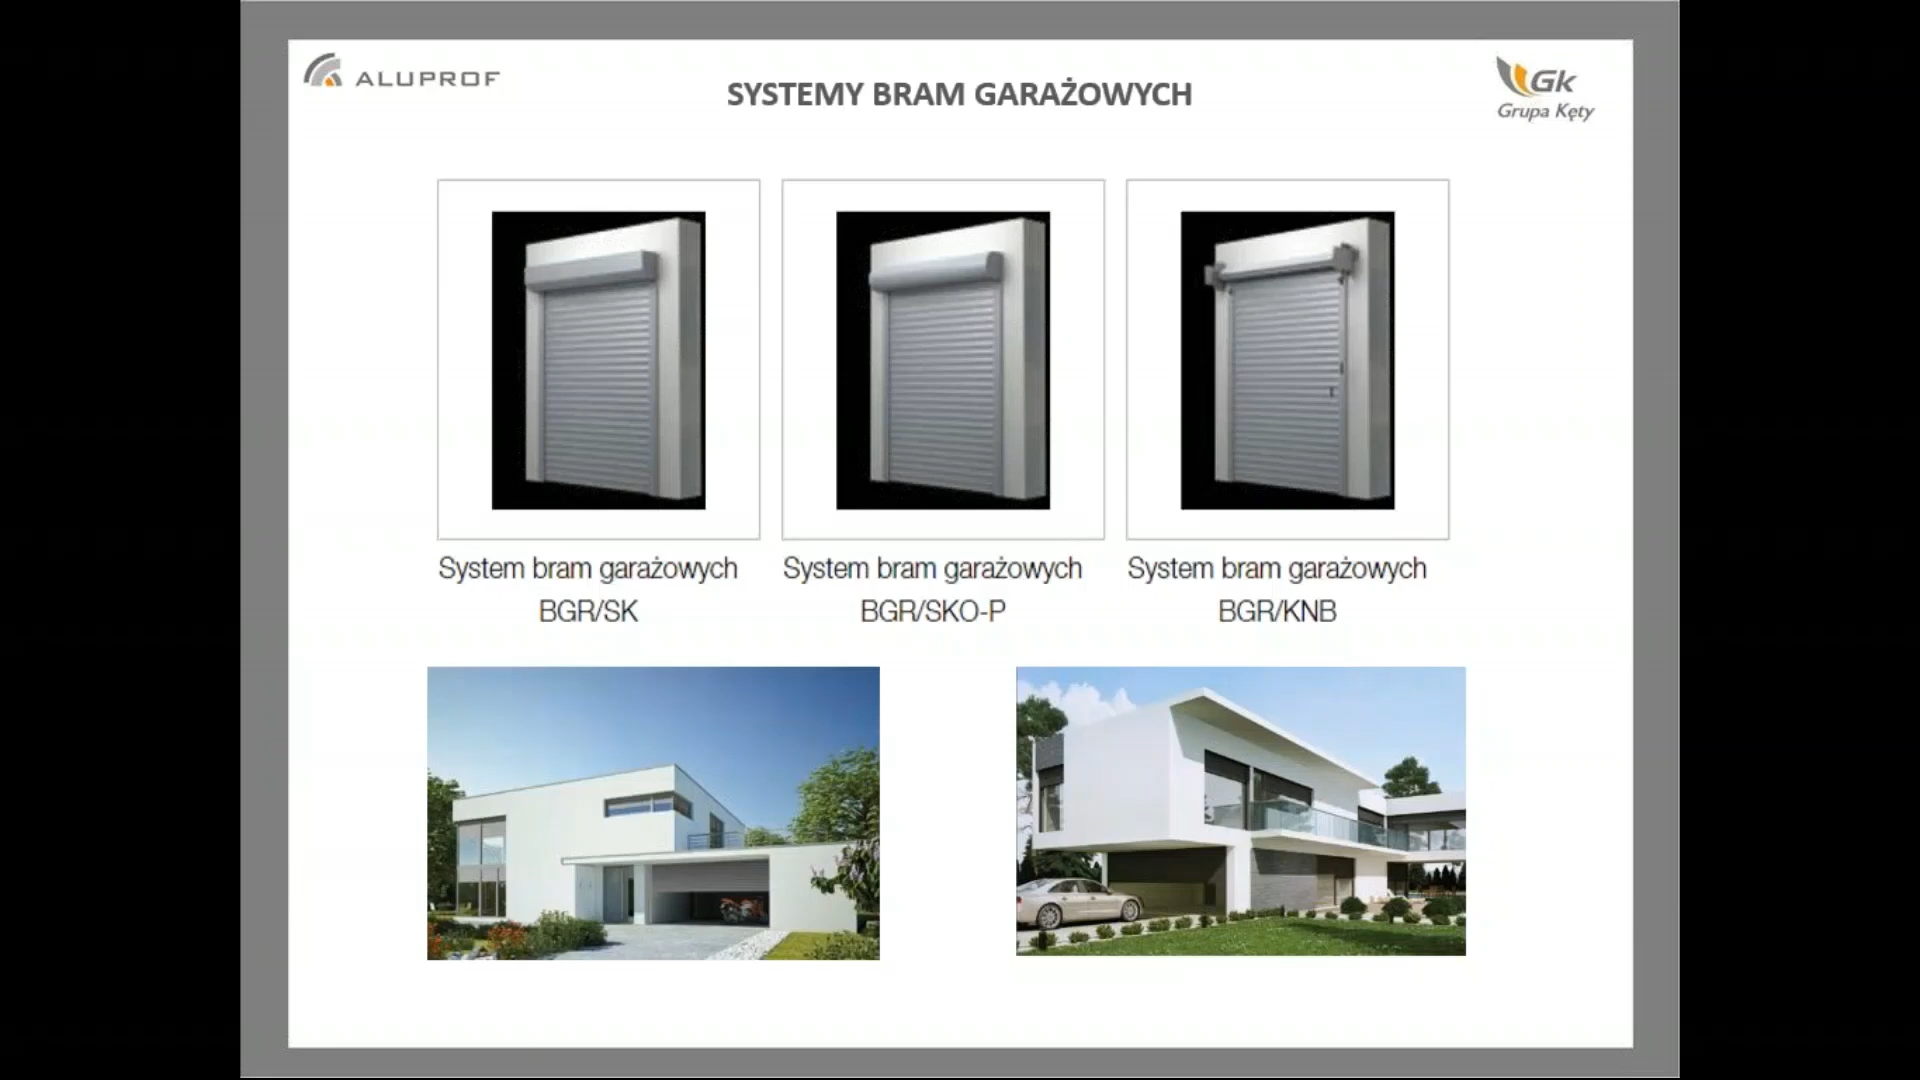 ALUPROF
SYSTEMY BRAM GARAŻOWYCH
Gk
Grupa Kęty
System bram garażowych
BGR/SK
System bram garażowych
BGR/SKO-P
System bram garażowych
BGR/KNB